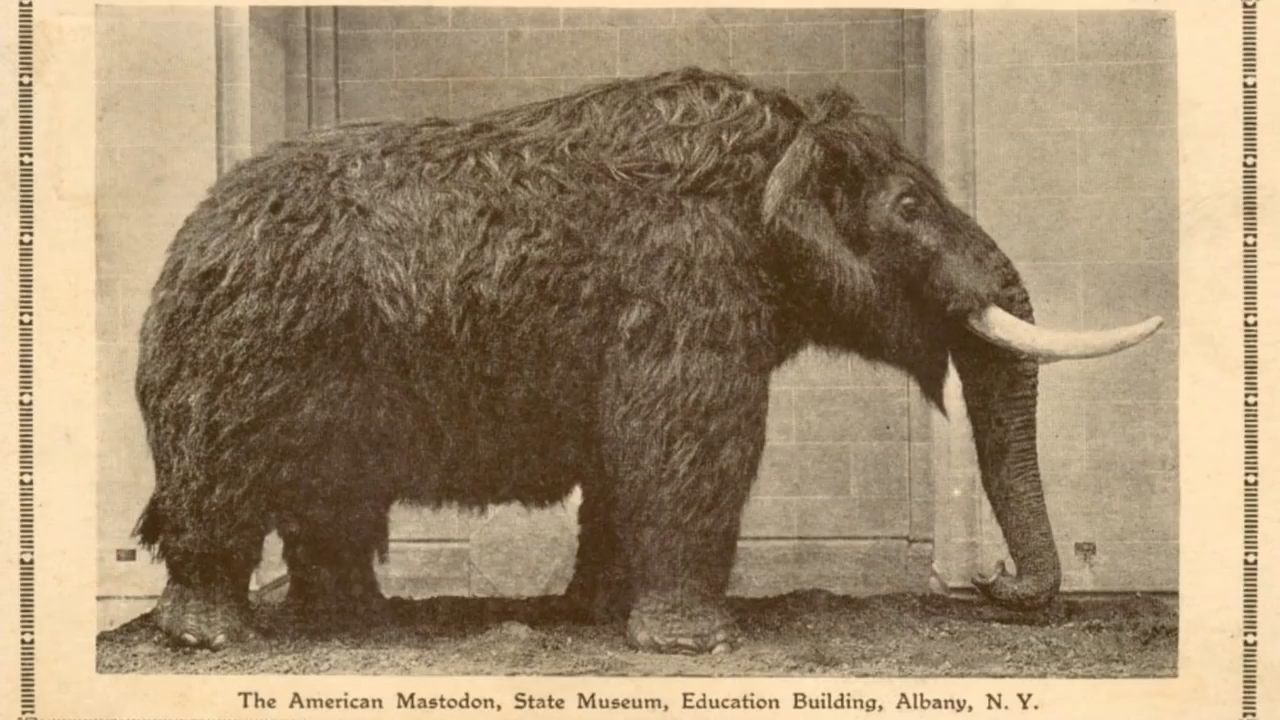 The American Mastodon, State Museum, Education Building, Albany, N. Y.